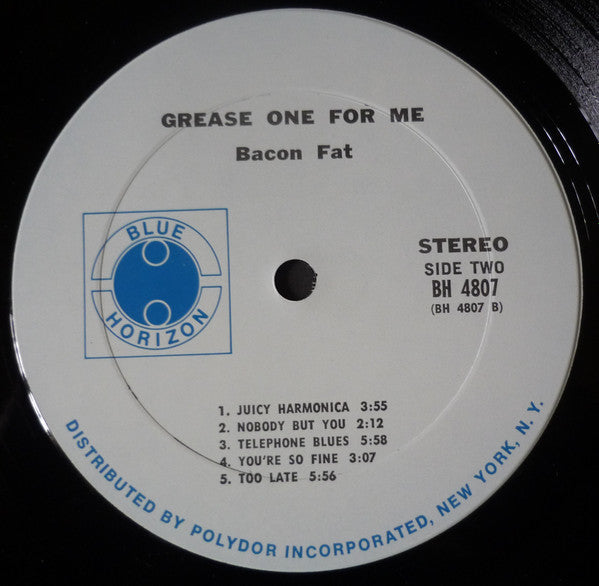 GREASE ONE FOR ME
Bacon Fat
BLUE
HORIZON
STEREO
SIDE TWO
BH 4807
(BH 4807 B)
1. JUICY HARMONICA 3:55
2. NOBODY BUT YOU 2:12
3. TELEPHONE BLUES 5:58
4. YOU'RE SO FINE 3:07
5. TOO LATE 5:56
DISTRIBUTED BY POLYDOR INCORPORATED, NEW YORK, N. Y.